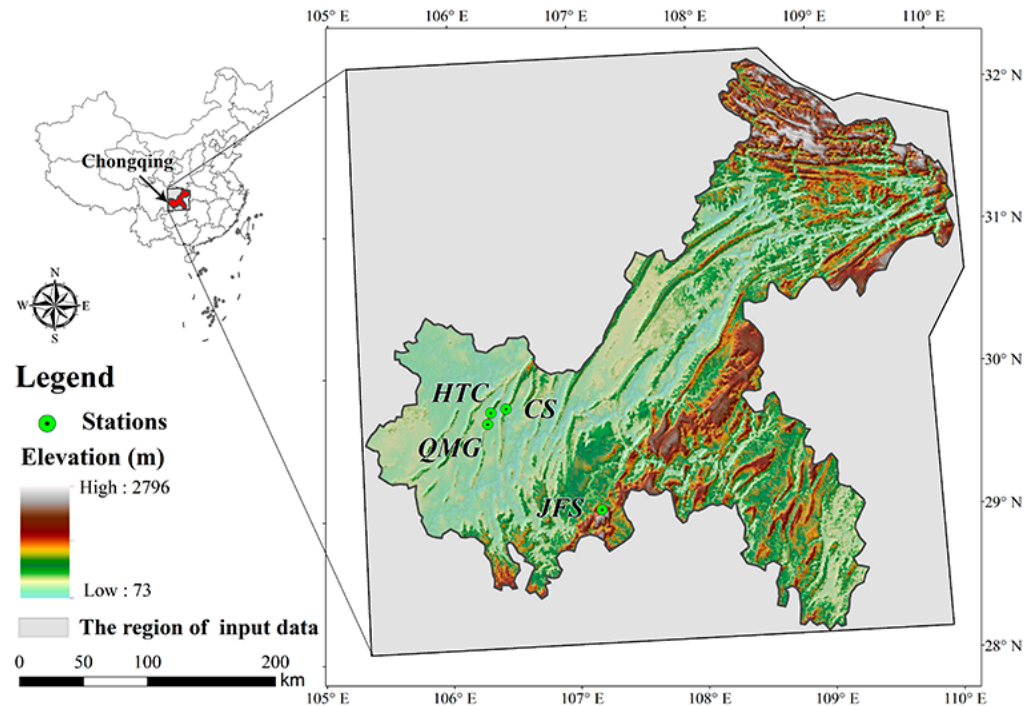 105° E 106° E 107° E 108° E 109° E 110° E
32° N
Chongqing
31° N
N
W E
S
30° N
Legend
HTC CS
Stations
QMG
Elevation (m)
High : 2796
29° N
JFS
Low : 73
The region of input data
28° N
0 50 100 200
km
105° E 106° E 107° E 108° E 109° E 110° E